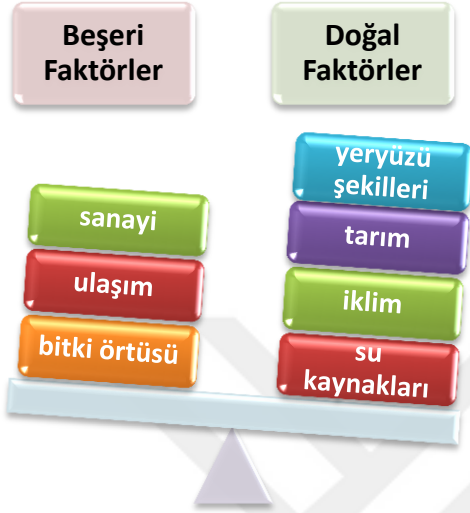 Beşeri
Faktörler
Doğal
Faktörler
sanayi
ulaşım
bitki örtüsü
yeryüzü
şekilleri
tarım
iklim
su
kaynakları